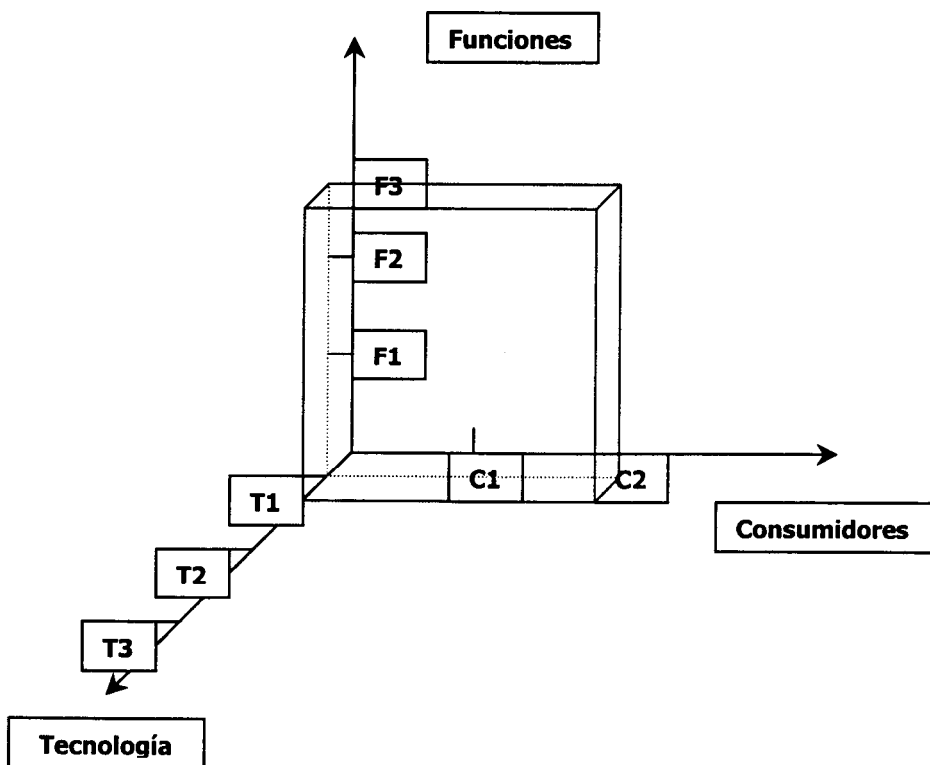 Funciones
F3
F2
F1
C1
C2
T1
Consumidores
T2
T3
Tecnología